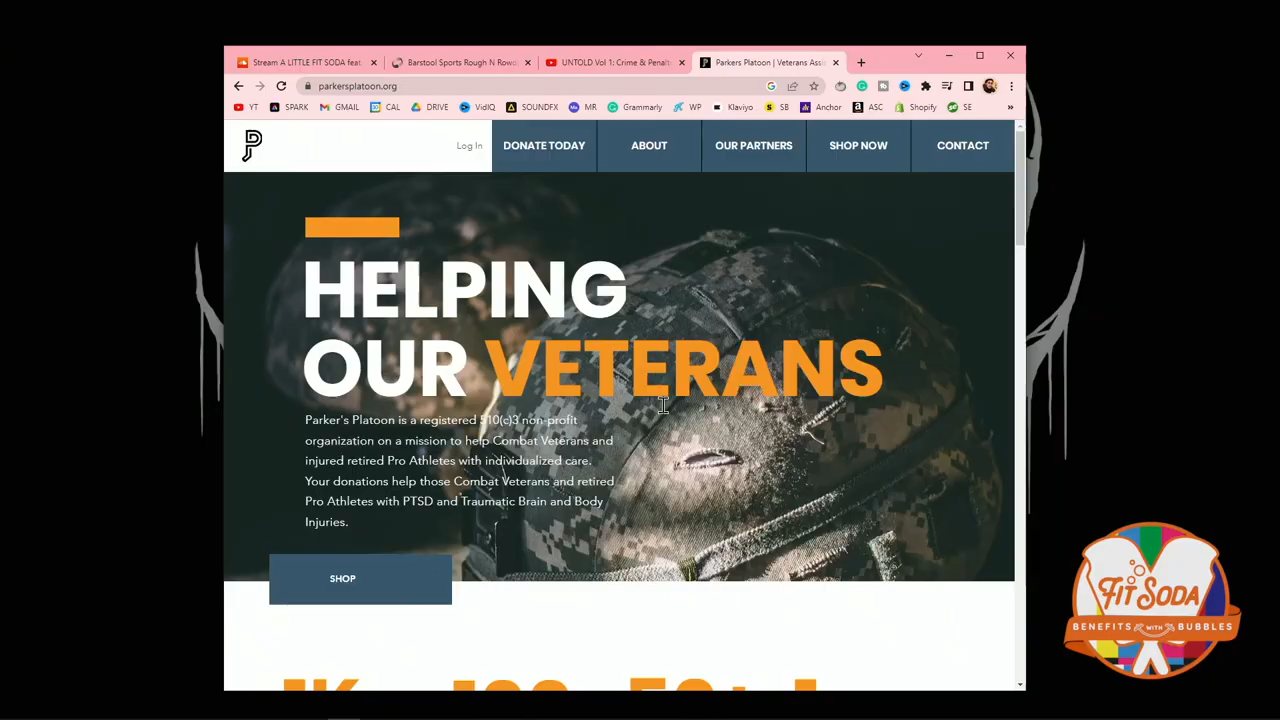 Stream A LITTLE FIT SODA feat
Barstool Sports Rough N Rowd
UNTOLD Vol 1: Crime & Penalt
Parkers Platoon | Veterans Assi
parkersplatoon.org
YT SPARK GMAIL CAL DRIVE VidIQ SOUNDFX MR Grammarly WP Klaviyo SB Anchor ASC Shopify SE
Log In DONATE TODAY ABOUT OUR PARTNERS SHOP NOW CONTACT
HELPING
OUR VETERANS
Parker's Platoon is a registered 510(c)3 non-profit
organization on a mission to help Combat Veterans and
injured retired Pro Athletes with individualized care.
Your donations help those Combat Veterans and retired
Pro Athletes with PTSD and Traumatic Brain and Body
Injuries.
SHOP
FIT SODA
BENEFITS WITH BUBBLES